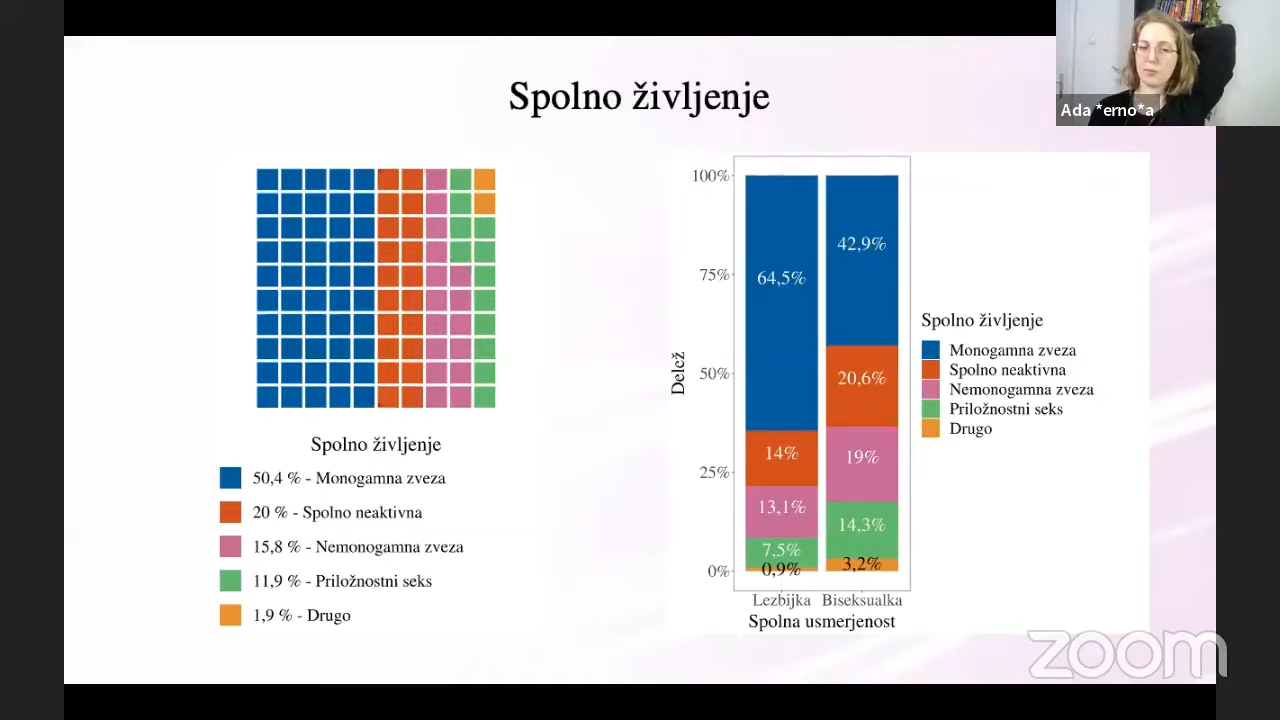 Spolno življenje
Ada *erno*a
Spolno življenje
50,4 % - Monogamna zveza
20 % - Spolno neaktivna
15,8 % - Nemonogamna zveza
11,9 % - Priložnostni seks
1,9 % - Drugo
Delež
100%
75%
50%
25%
0%
64,5%
14%
13,1%
7,5%
0,9%
42,9%
20,6%
19%
14,3%
3,2%
Lezbijka Biseksualka
Spolna usmerjenost
Spolno življenje
Monogamna zveza
Spolno neaktivna
Nemonogamna zveza
Priložnostni seks
Drugo
zoom